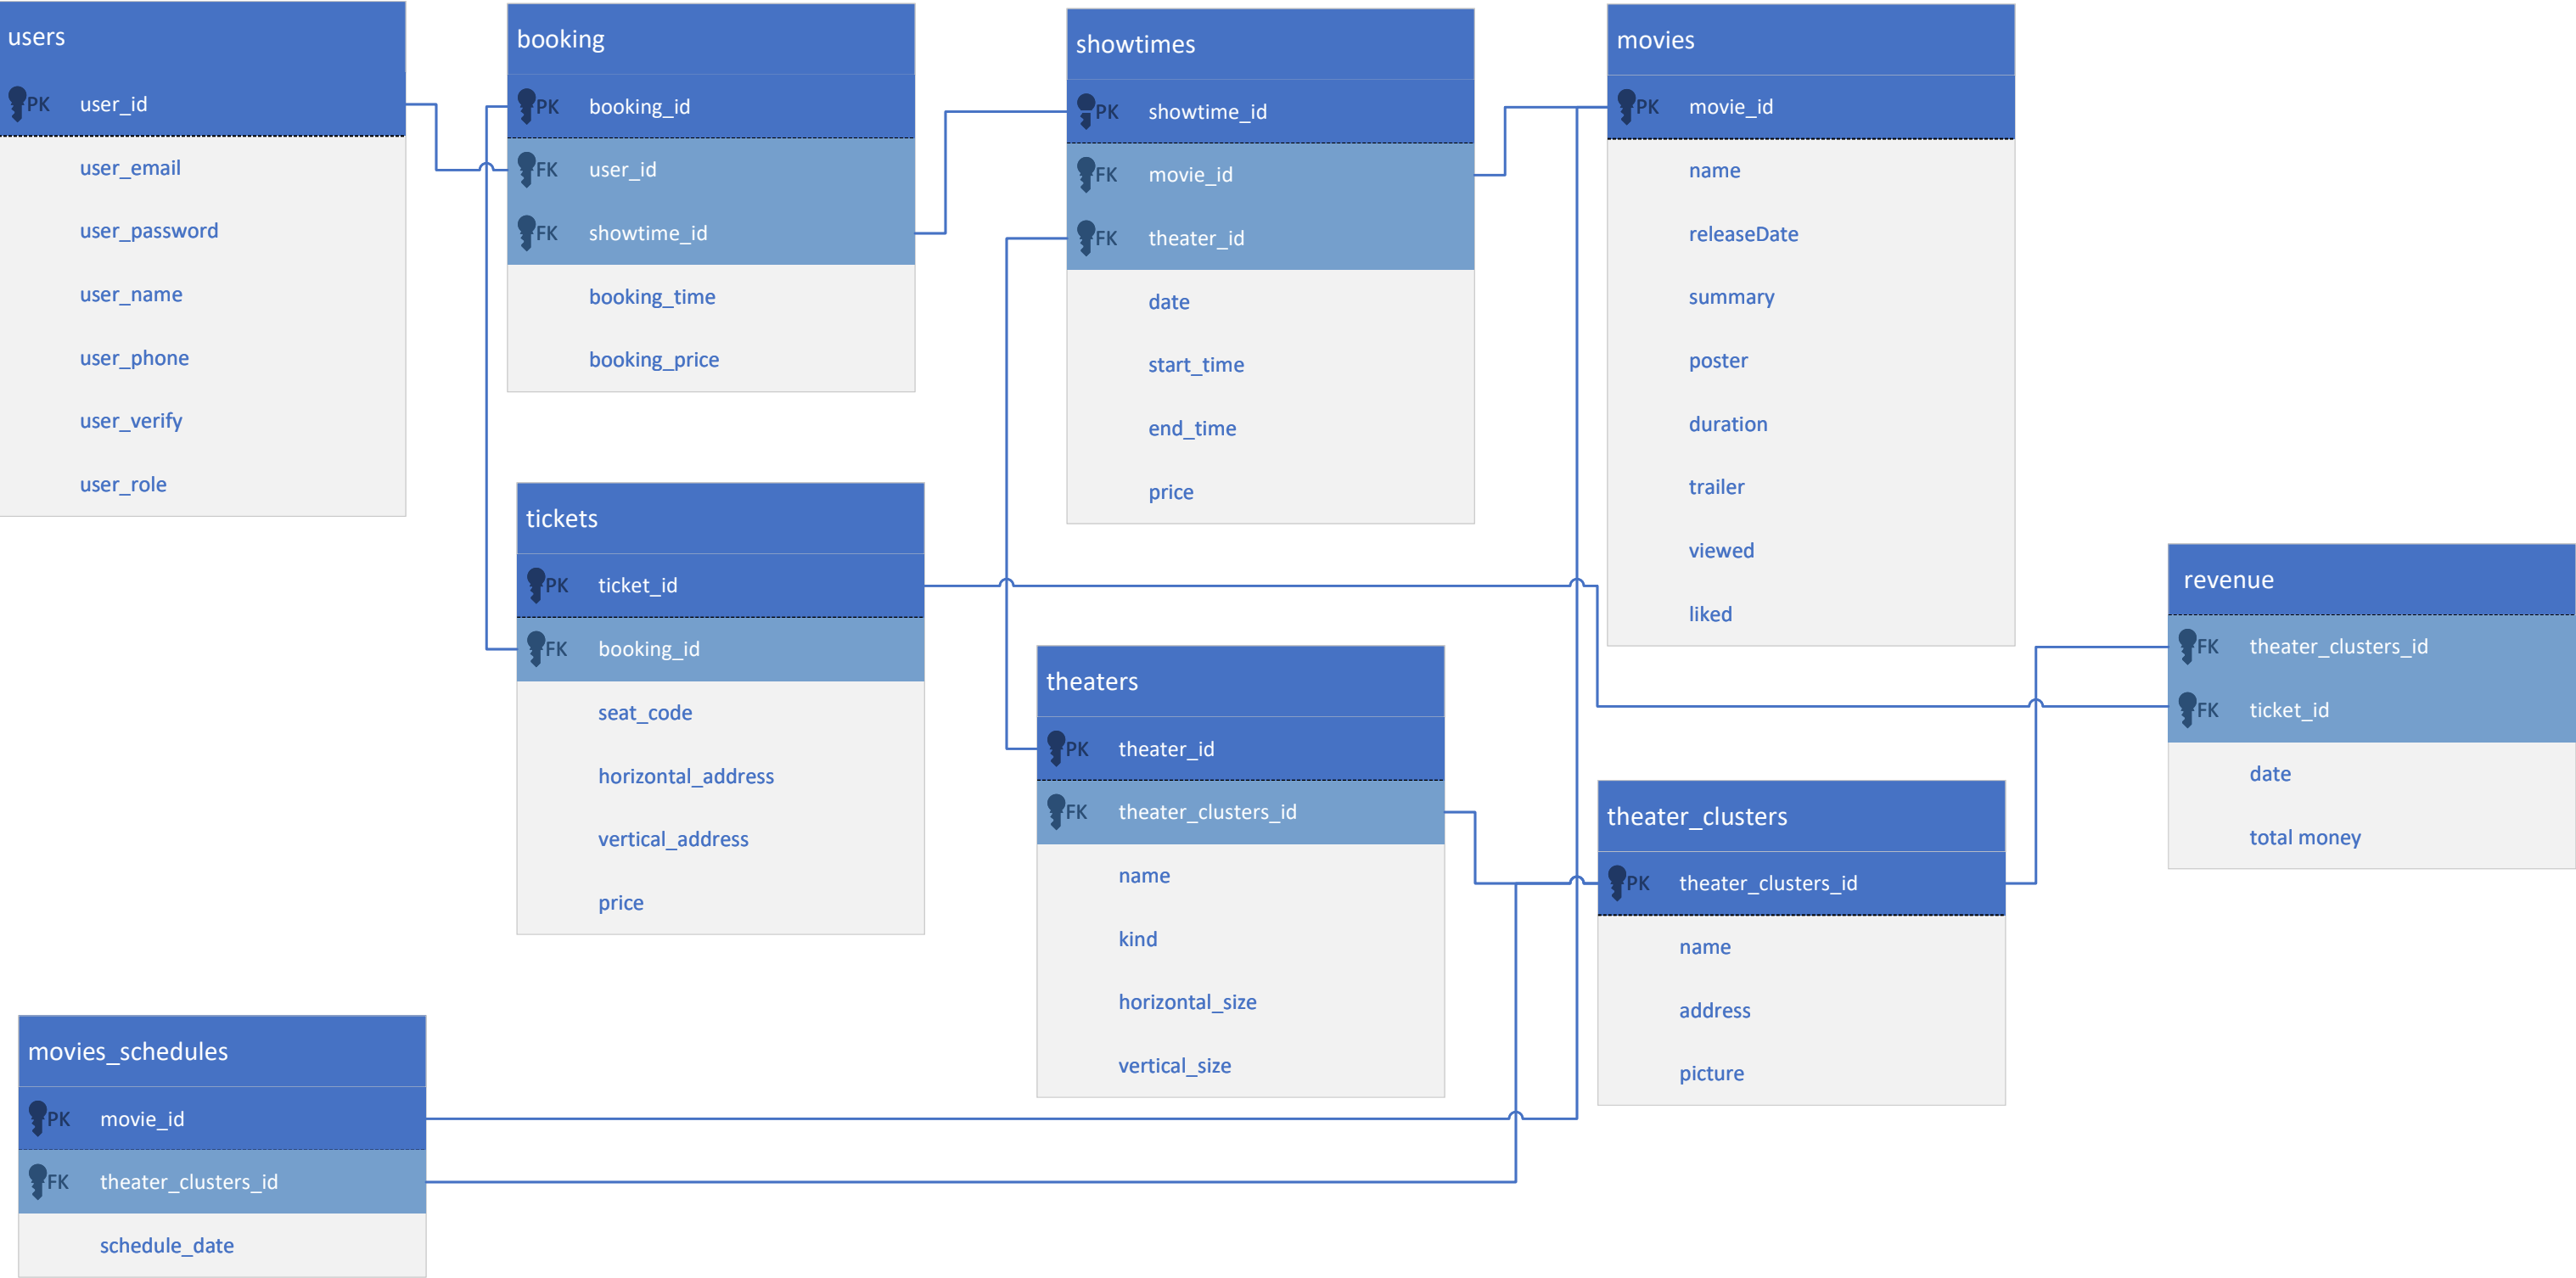 users
PK user_id
user_email
user_password
user_name
user_phone
user_verify
user_role
booking
PK booking_id
FK user_id
FK showtime_id
booking_time
booking_price
showtimes
PK showtime_id
FK movie_id
FK theater_id
date
start_time
end_time
price
movies
PK movie_id
name
releaseDate
summary
poster
duration
trailer
viewed
liked
tickets
PK ticket_id
FK booking_id
seat_code
horizontal_address
vertical_address
price
theaters
PK theater_id
FK theater_clusters_id
name
kind
horizontal_size
vertical_size
theater_clusters
PK theater_clusters_id
name
address
picture
revenue
FK theater_clusters_id
FK ticket_id
date
total money
movies_schedules
PK movie_id
FK theater_clusters_id
schedule_date